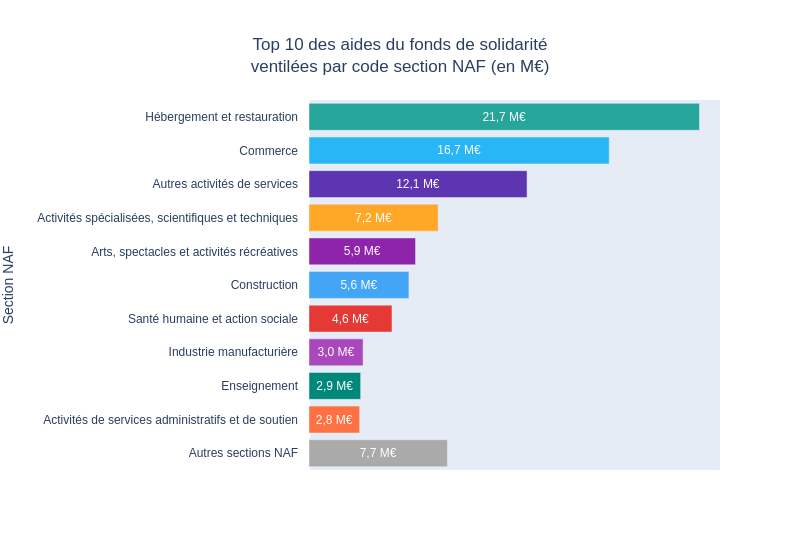 Top 10 des aides du fonds de solidarité
ventilées par code section NAF (en M€)
Section NAF
Hébergement et restauration 21,7 M€
Commerce 16,7 M€
Autres activités de services 12,1 M€
Activités spécialisées, scientifiques et techniques 7,2 M€
Arts, spectacles et activités récréatives 5,9 M€
Construction 5,6 M€
Santé humaine et action sociale 4,6 M€
Industrie manufacturière 3,0 M€
Enseignement 2,9 M€
Activités de services administratifs et de soutien 2,8 M€
Autres sections NAF 7,7 M€